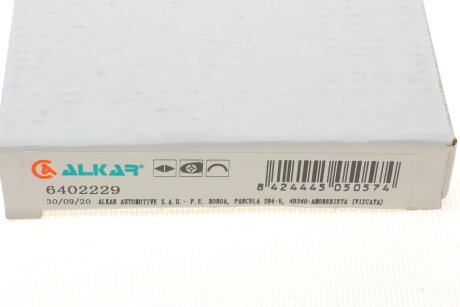 ALKAR®
6402229
8 424445 050574
30/09/20 ALKAR AUTOMOTIVE S.A.U.- P.E. BOROA, PARCELA 2B4-5, 48340-AMOREBIETA (VIZCAYA)